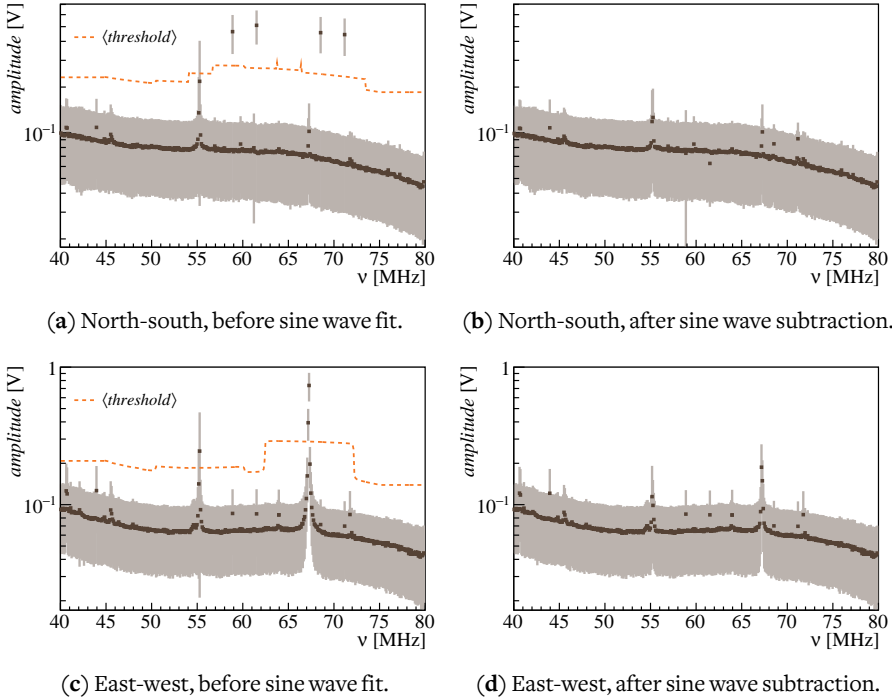 amplitude [V]
⟨threshold⟩
10⁻¹
40 45 50 55 60 65 70 75 80
ν [MHz]
(a) North-south, before sine wave fit.
amplitude [V]
10⁻¹
40 45 50 55 60 65 70 75 80
ν [MHz]
(b) North-south, after sine wave subtraction.
amplitude [V]
1
⟨threshold⟩
10⁻¹
40 45 50 55 60 65 70 75 80
ν [MHz]
(c) East-west, before sine wave fit.
amplitude [V]
1
10⁻¹
40 45 50 55 60 65 70 75 80
ν [MHz]
(d) East-west, after sine wave subtraction.